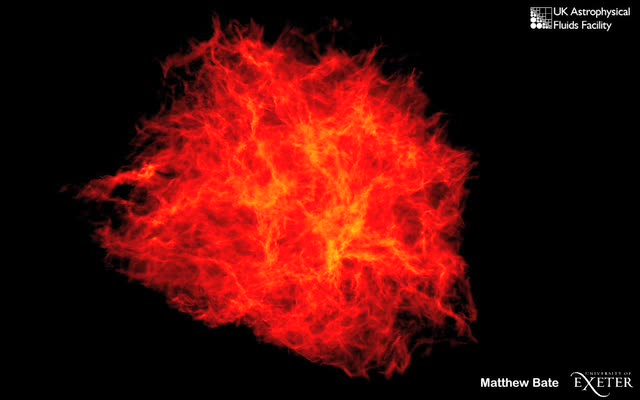 UK Astrophysical
Fluids Facility
Matthew Bate
UNIVERSITY OF
EXETER